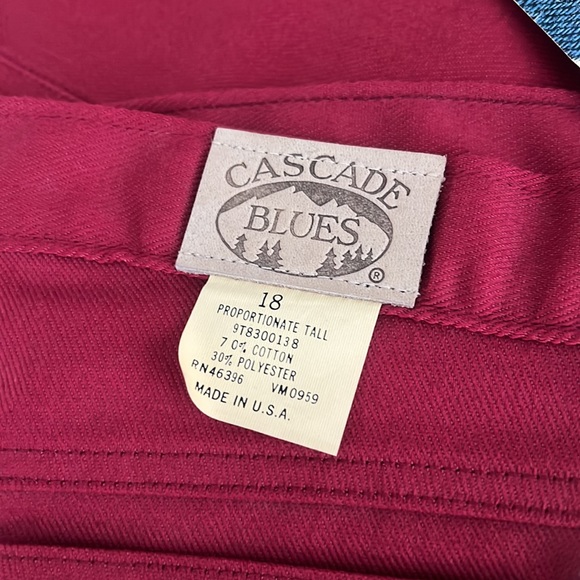 CASCADE
BLUES
®
18
PROPORTIONATE TALL
9T8300138
70% COTTON
30% POLYESTER
RN46396 VM0959
MADE IN U.S.A.